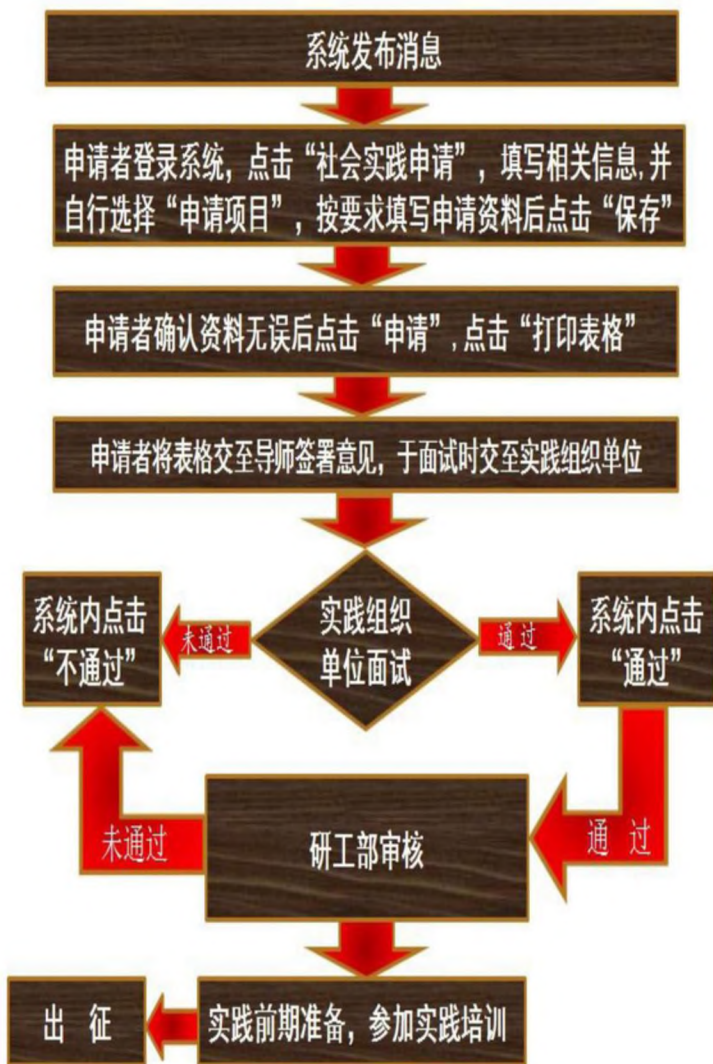 系统发布消息
申请者登录系统，点击“社会实践申请”，填写相关信息,并
自行选择“申请项目”，按要求填写申请资料后点击“保存”
申请者确认资料无误后点击“申请”,点击“打印表格”
申请者将表格交至导师签署意见，于面试时交至实践组织单位
实践组织
单位面试
未通过
系统内点击
“不通过”
通过
系统内点击
“通过”
通 过
研工部审核
未通过
实践前期准备，参加实践培训
出 征